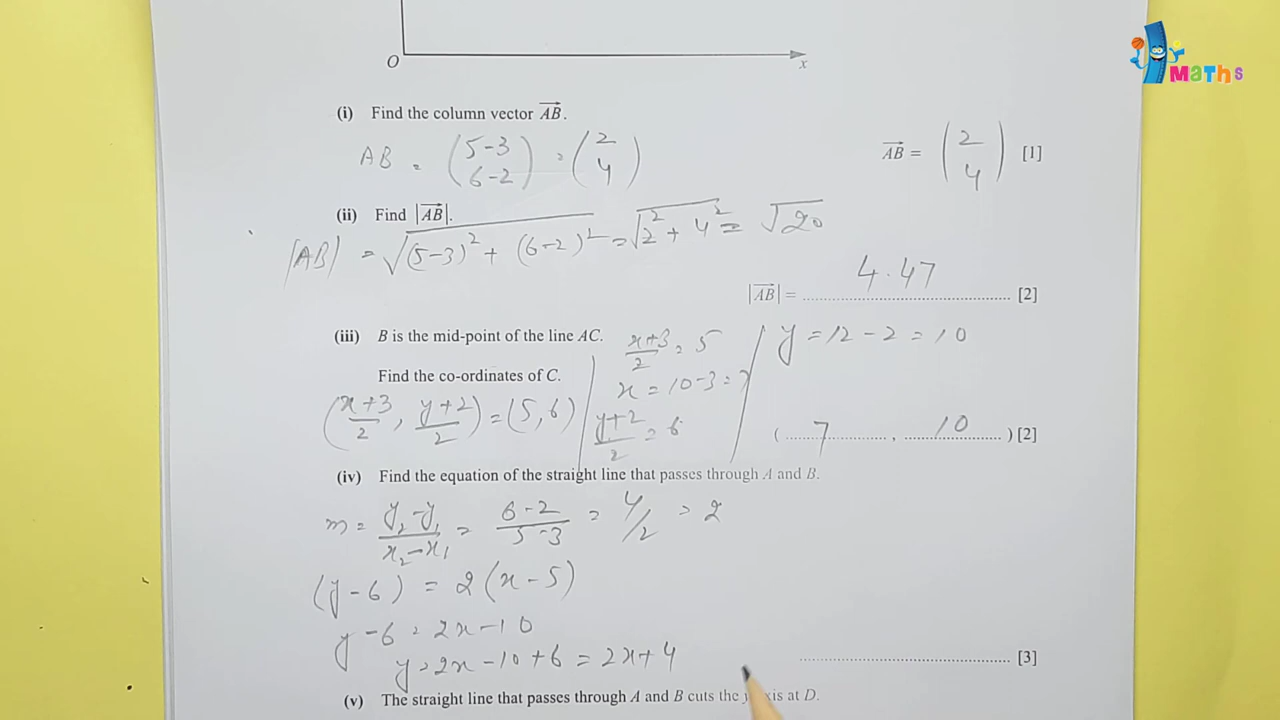 MATHS
O
x
(i) Find the column vector AB.
AB = (5-3 6-2) = (2 4)
AB = (2 4) [1]
(ii) Find |AB|.
|AB| = √(5-3)² + (6-2)² = √2² + 4² = √20
4.47
|AB| = [2]
(iii) B is the mid-point of the line AC.
Find the co-ordinates of C.
(x+3/2, y+2/2) = (5, 6)
x+3/2 = 5
x = 10-3 = 7
y+2/2 = 6
y = 12 - 2 = 10
( 7 , 10 ) [2]
(iv) Find the equation of the straight line that passes through A and B.
m = y₂-y₁/x₂-x₁ = 6-2/5-3 = 4/2 = 2
(y-6) = 2(x-5)
y-6 = 2x-10
y = 2x-10+6 = 2x+4
[3]
(v) The straight line that passes through A and B cuts the at D.